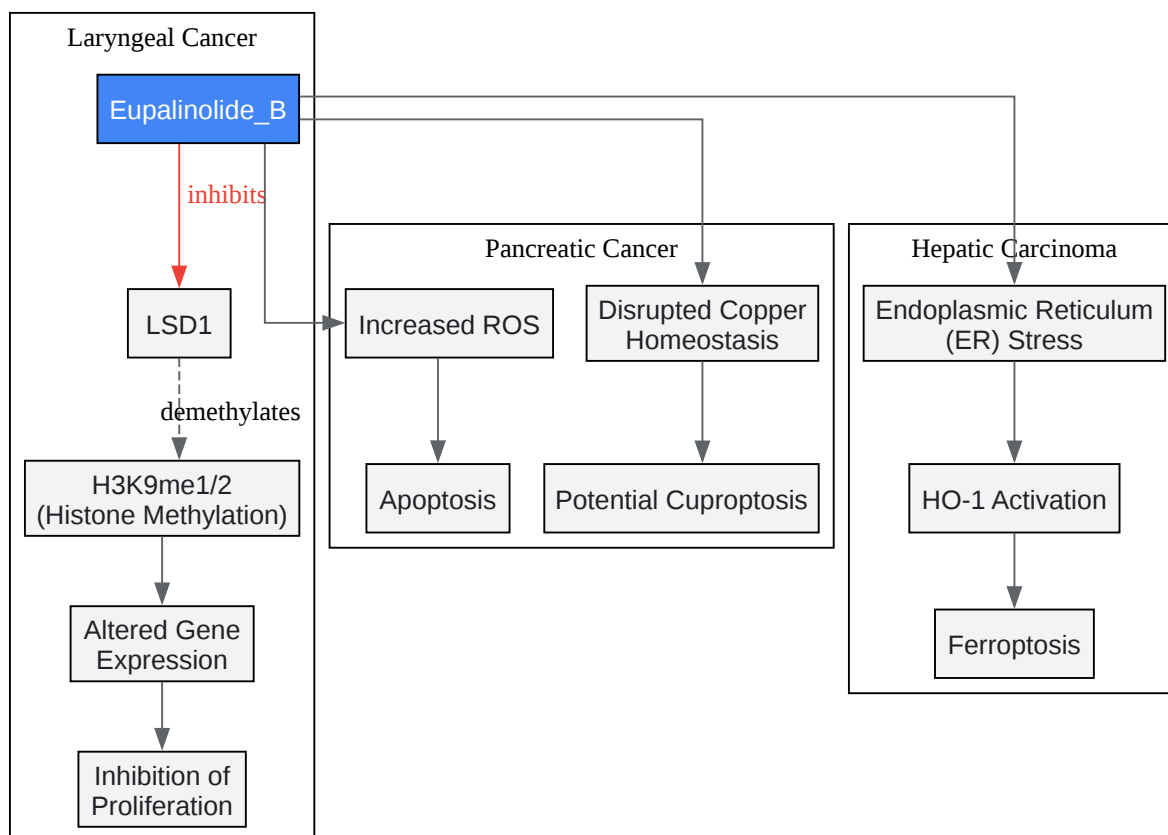 Laryngeal Cancer
Eupalinolide_B
inhibits
LSD1
demethylates
H3K9me1/2
(Histone Methylation)
Altered Gene
Expression
Inhibition of
Proliferation
Pancreatic Cancer
Increased ROS
Apoptosis
Disrupted Copper
Homeostasis
Potential Cuproptosis
Hepatic Carcinoma
Endoplasmic Reticulum
(ER) Stress
HO-1 Activation
Ferroptosis